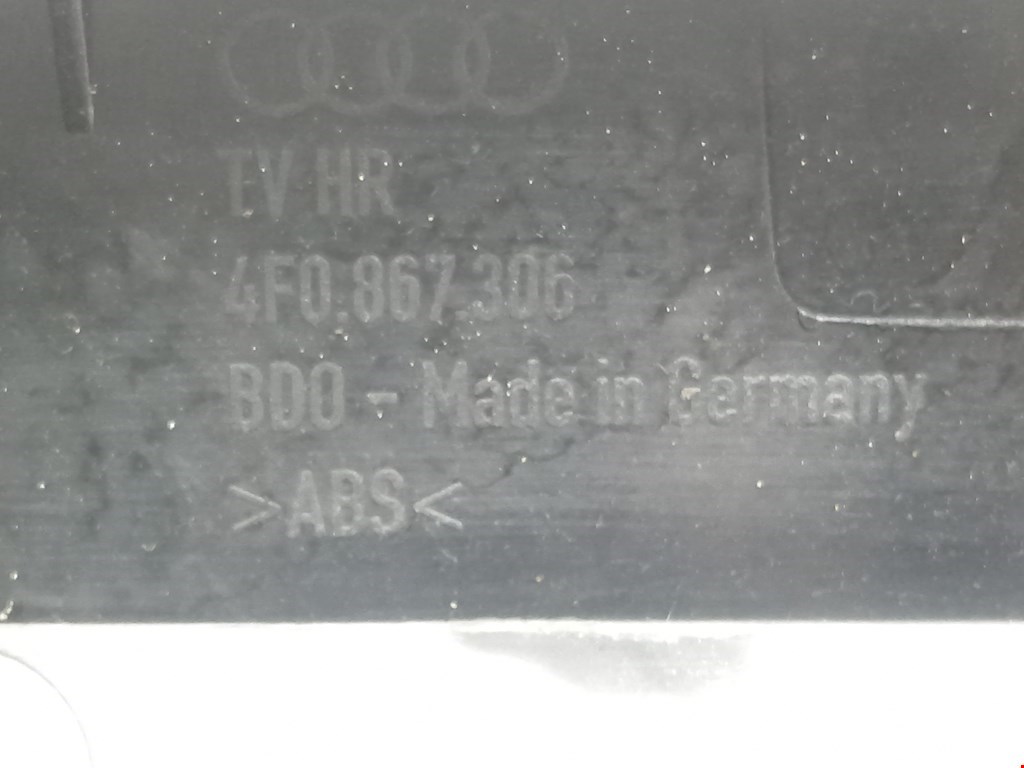 TV HR
4F0.867.306
BDO - Made in Germany
>ABS<